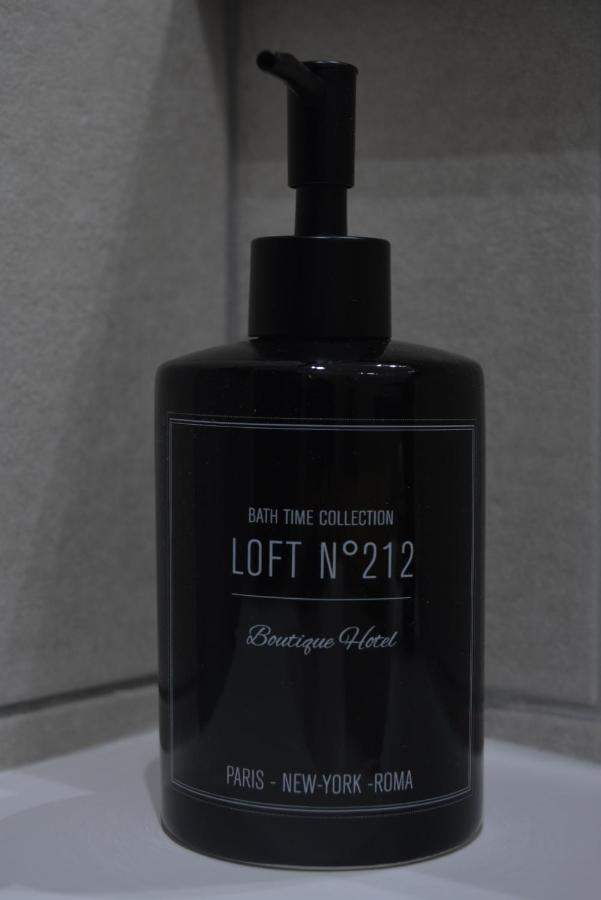 BATH TIME COLLECTION
LOFT N°212
Boutique Hotel
PARIS - NEW-YORK -ROMA